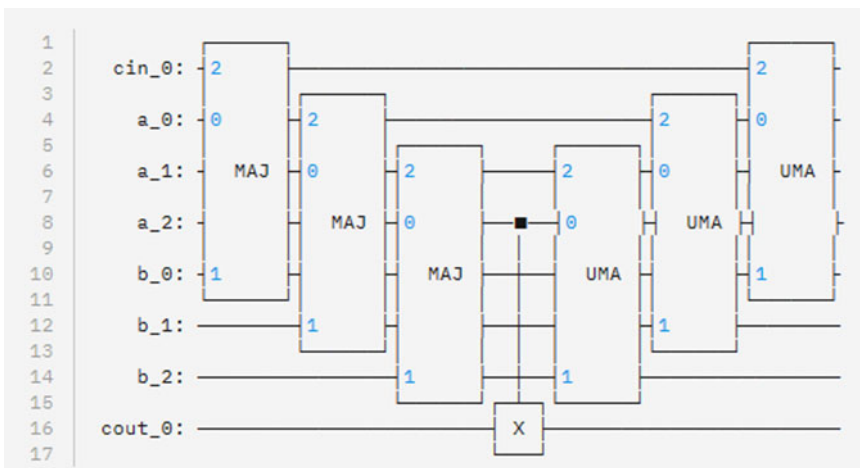 1
2 cin_0: 2 2
3
4 a_0: 0 2 2 0
5
6 a_1: MAJ 0 2 2 0 UMA
7
8 a_2: MAJ 0 ■ 0 UMA
9
10 b_0: 1 MAJ UMA 1
11
12 b_1: 1 1
13
14 b_2: 1 1
15
16 cout_0: X
17